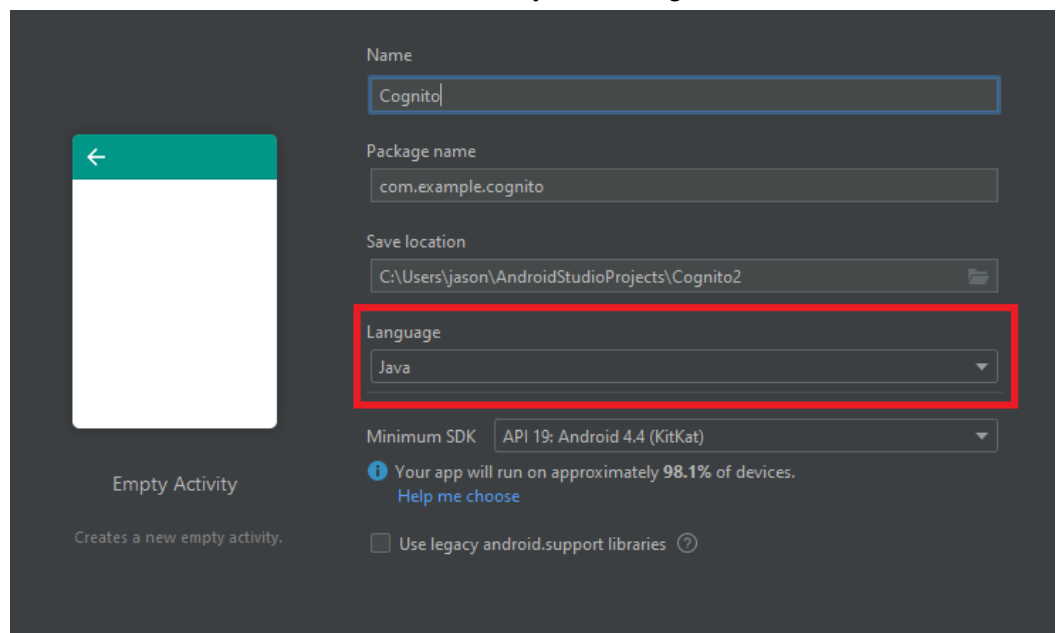 Name
Cognito
Package name
com.example.cognito
Save location
C:\Users\jason\AndroidStudioProjects\Cognito2
Language
Java
Minimum SDK API 19: Android 4.4 (KitKat)
Your app will run on approximately 98.1% of devices.
Help me choose
Use legacy android.support libraries ?
Empty Activity
Creates a new empty activity.